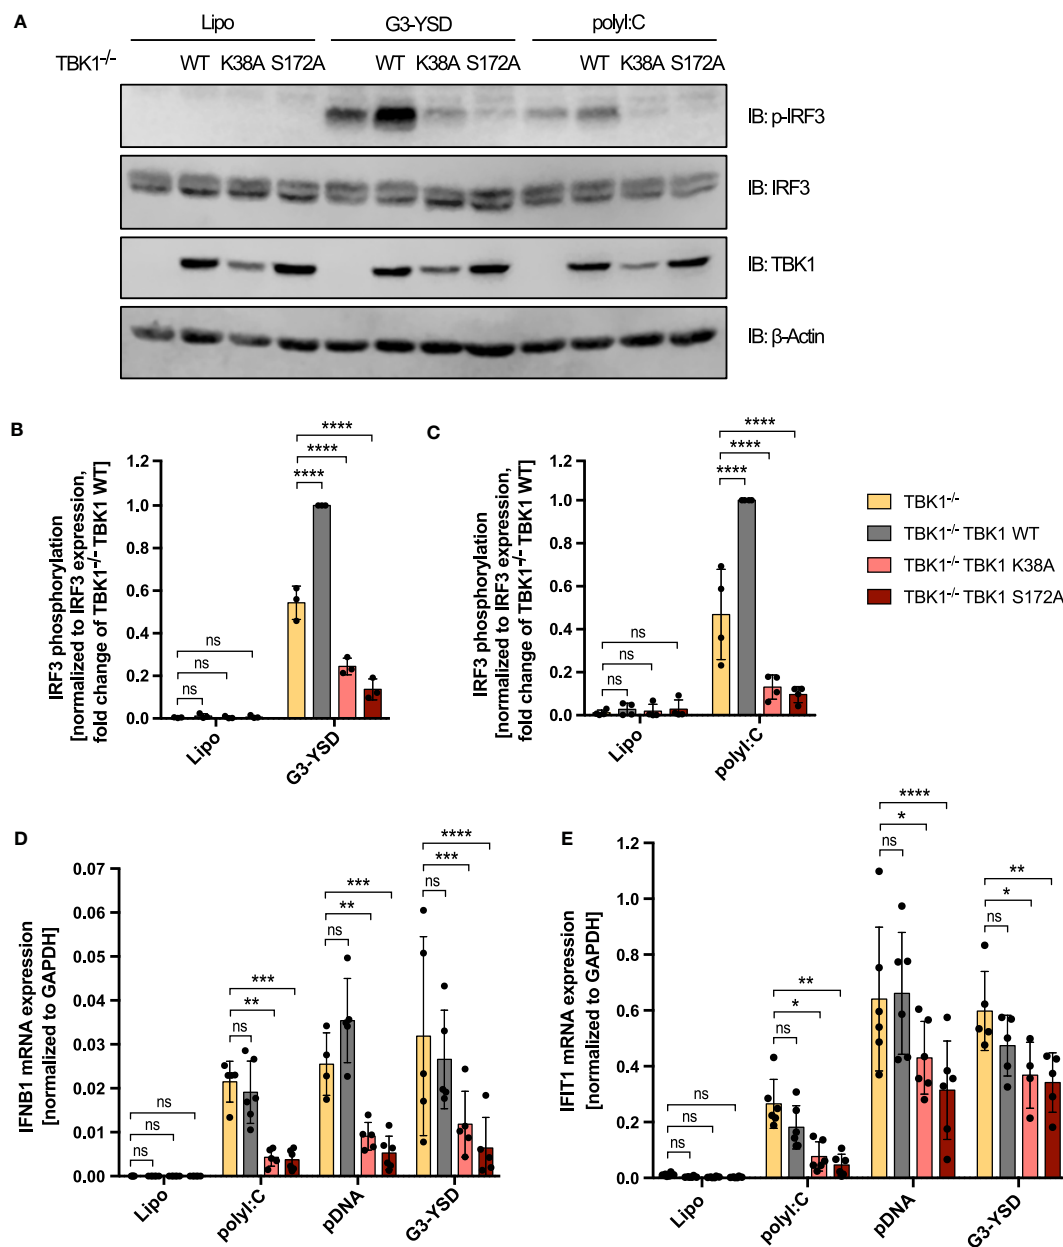 A
Lipo G3-YSD polyI:C
TBK1-/- WT K38A S172A WT K38A S172A WT K38A S172A
IB: p-IRF3
IB: IRF3
IB: TBK1
IB: β-Actin
B
IRF3 phosphorylation
[normalized to IRF3 expression,
fold change of TBK1-/- TBK1 WT]
1.2
1.0
0.8
0.6
0.4
0.2
0.0
ns
ns
ns
****
****
****
Lipo
G3-YSD
C
IRF3 phosphorylation
[normalized to IRF3 expression,
fold change of TBK1-/- TBK1 WT]
1.2
1.0
0.8
0.6
0.4
0.2
0.0
ns
ns
ns
****
****
****
Lipo
polyI:C
TBK1-/-
TBK1-/- TBK1 WT
TBK1-/- TBK1 K38A
TBK1-/- TBK1 S172A
D
IFNB1 mRNA expression
[normalized to GAPDH]
0.07
0.06
0.05
0.04
0.03
0.02
0.01
0.00
ns
ns
ns
***
**
ns
***
**
ns
****
***
ns
Lipo
polyI:C
pDNA
G3-YSD
E
IFIT1 mRNA expression
[normalized to GAPDH]
1.2
1.0
0.8
0.6
0.4
0.2
0.0
ns
ns
ns
**
*
ns
****
*
ns
**
*
ns
Lipo
polyI:C
pDNA
G3-YSD